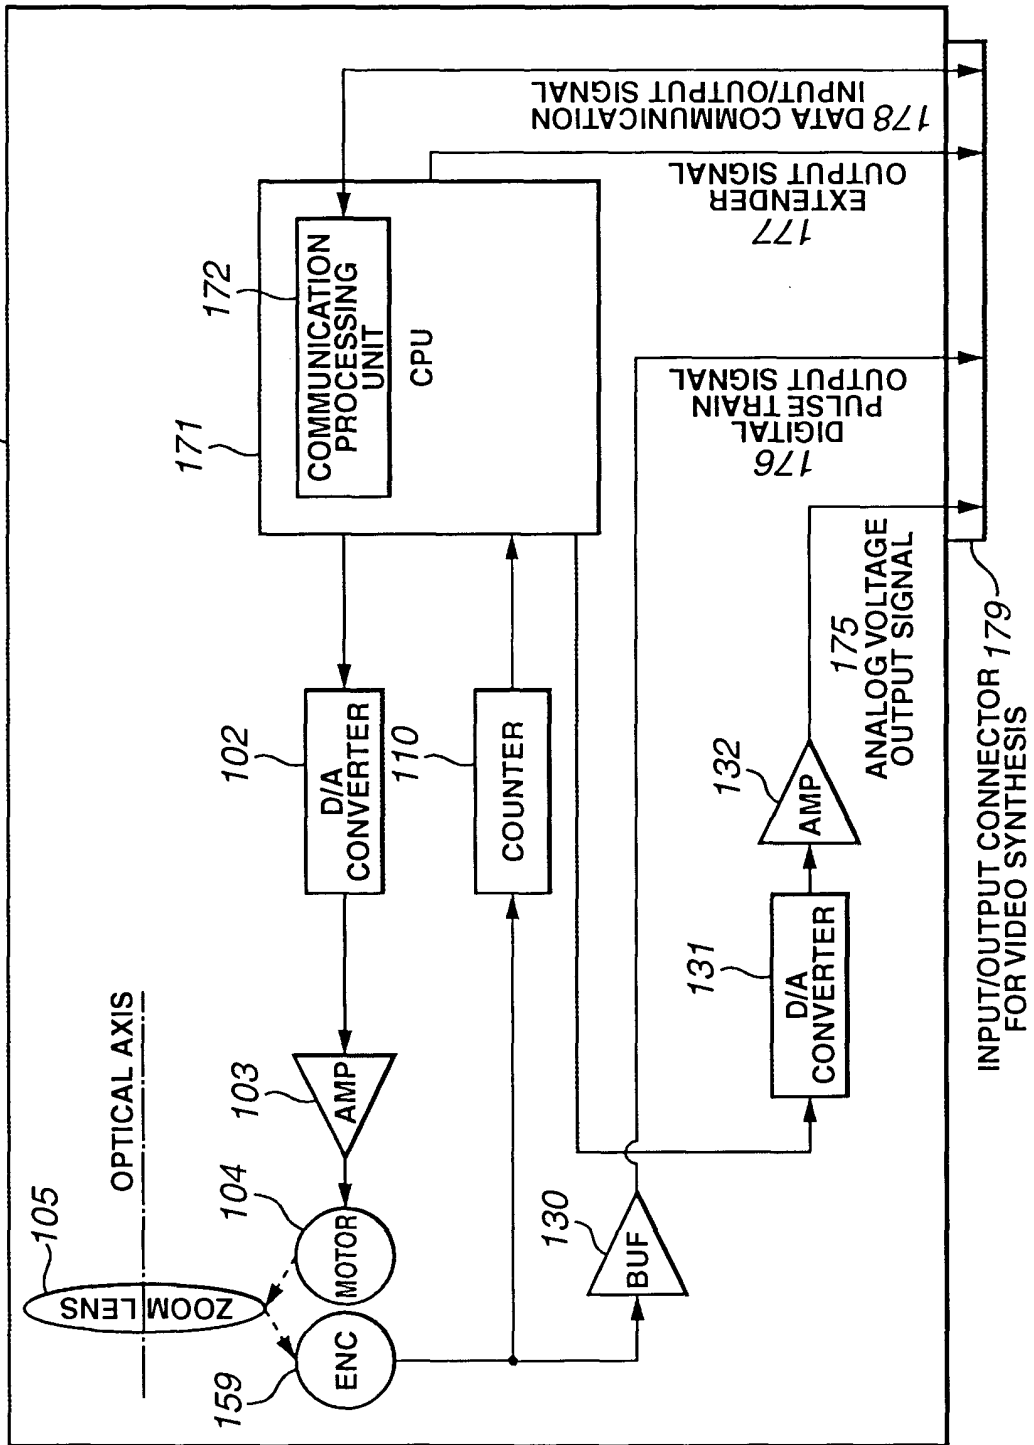 105
ZOOM LENS
OPTICAL AXIS
104
MOTOR
159
ENC
103
AMP
102
D/A
CONVERTER
110
COUNTER
171
172
COMMUNICATION
PROCESSING
UNIT
CPU
130
BUF
131
D/A
CONVERTER
132
AMP
175
ANALOG VOLTAGE
OUTPUT SIGNAL
176
DIGITAL
PULSE TRAIN
OUTPUT SIGNAL
177
EXTENDER
OUTPUT SIGNAL
178 DATA COMMUNICATION
INPUT/OUTPUT SIGNAL
INPUT/OUTPUT CONNECTOR 179
FOR VIDEO SYNTHESIS